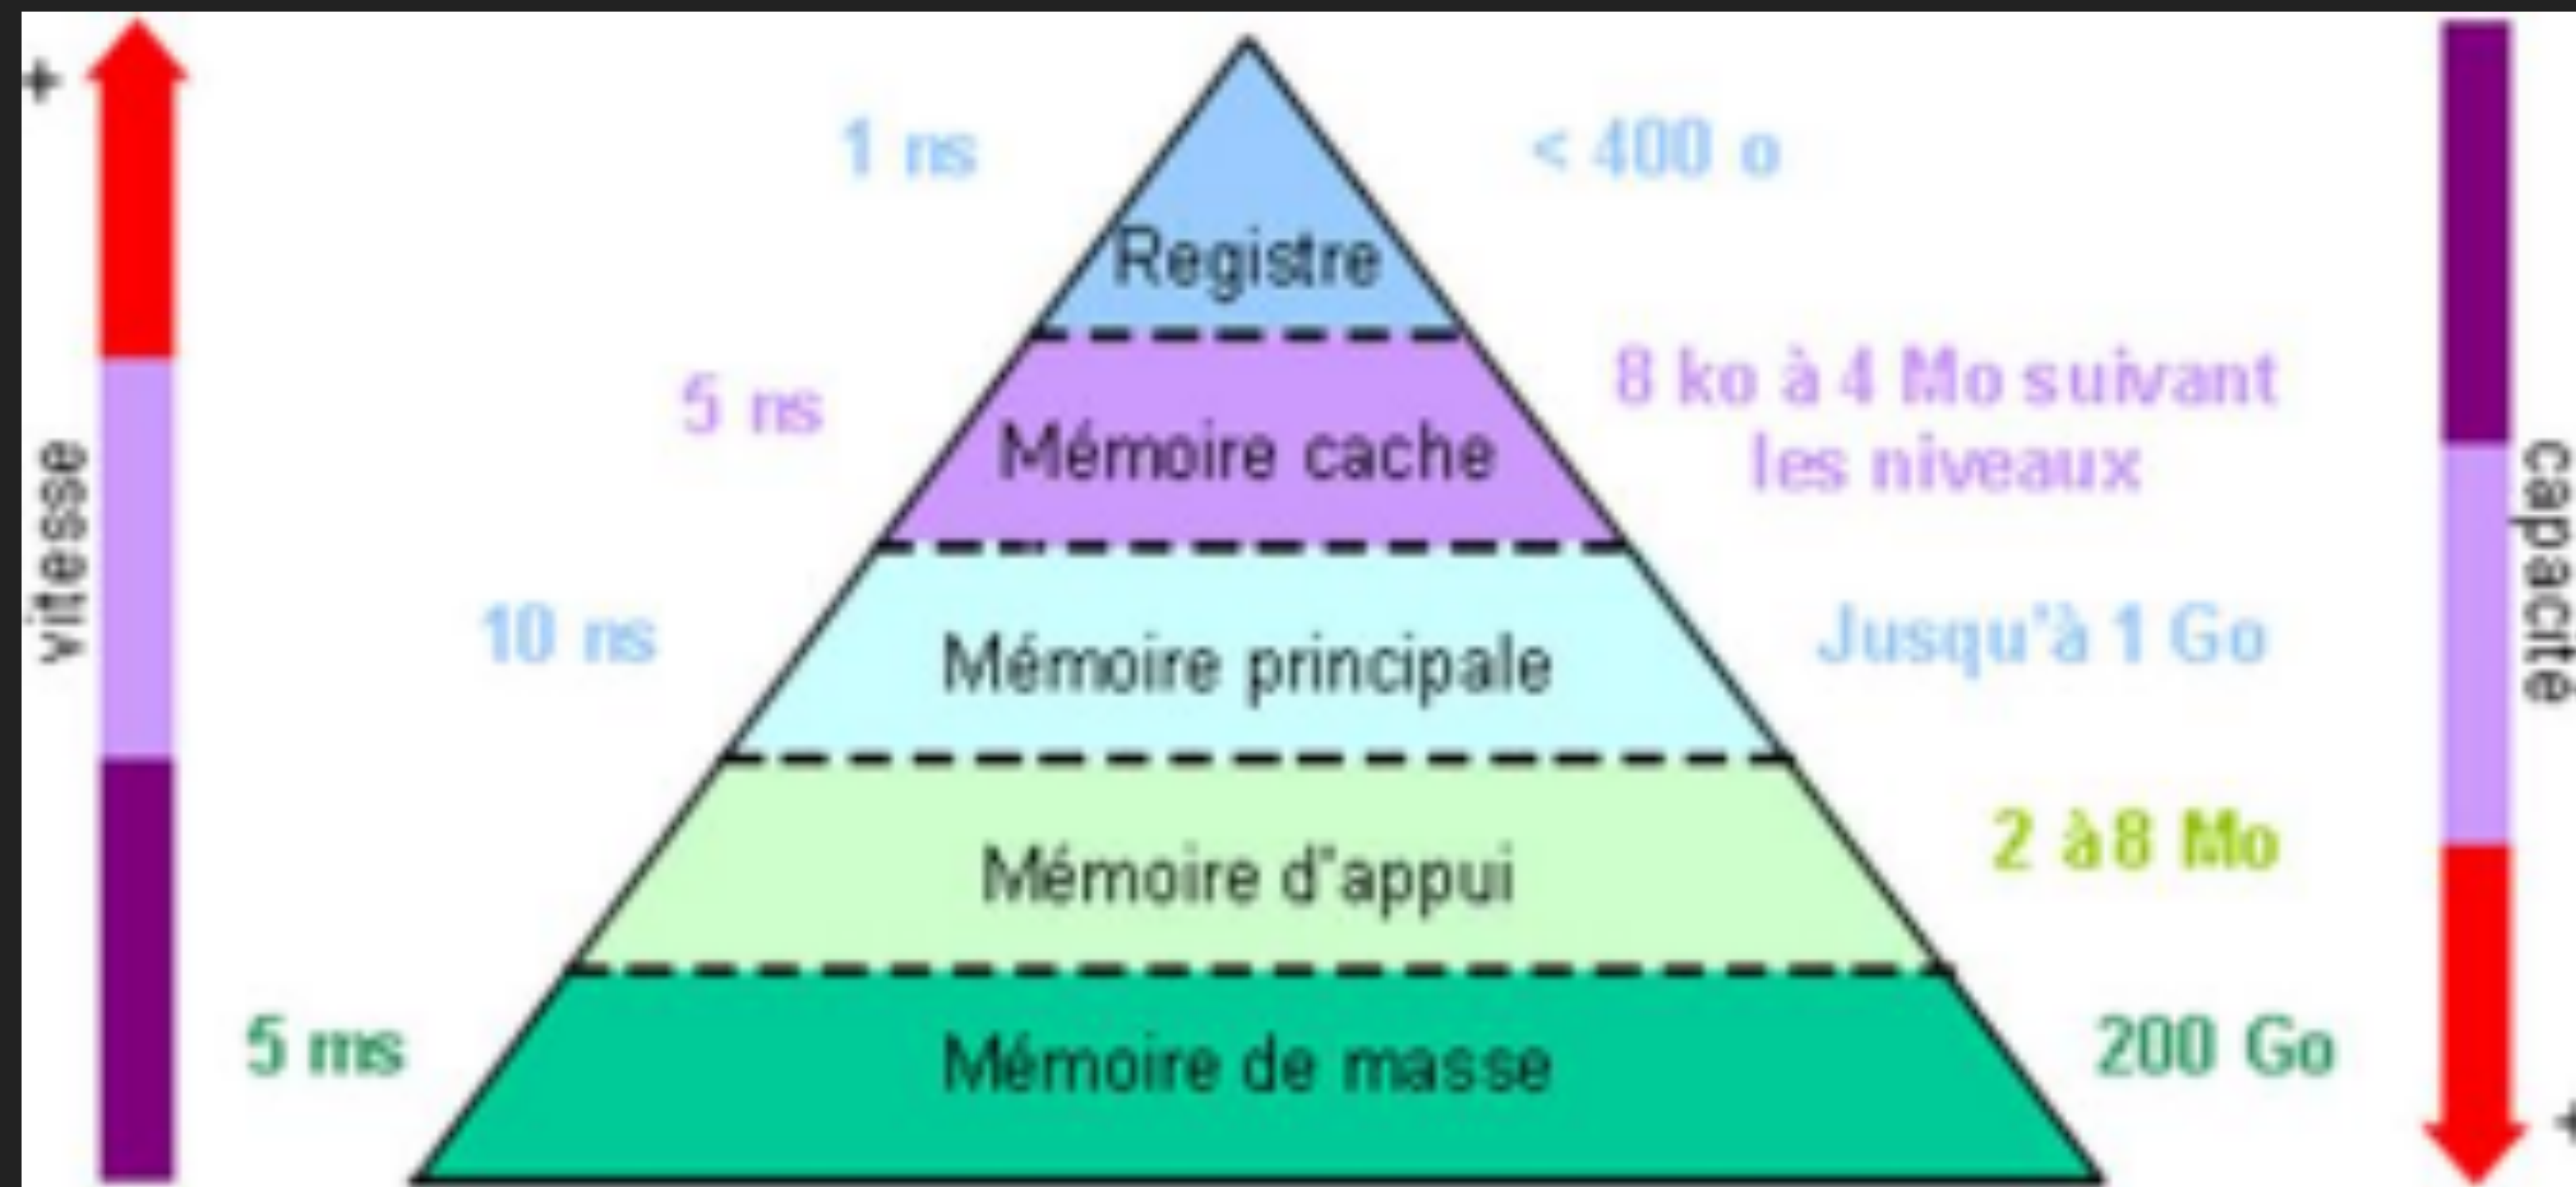 +
1 ns
< 400 o
Registre
5 ns
8 ko à 4 Mo suivant
les niveaux
Mémoire cache
vitesse
capacité
10 ns
Mémoire principale
Jusqu'à 1 Go
Mémoire d'appui
2 à 8 Mo
5 ms
Mémoire de masse
200 Go
+